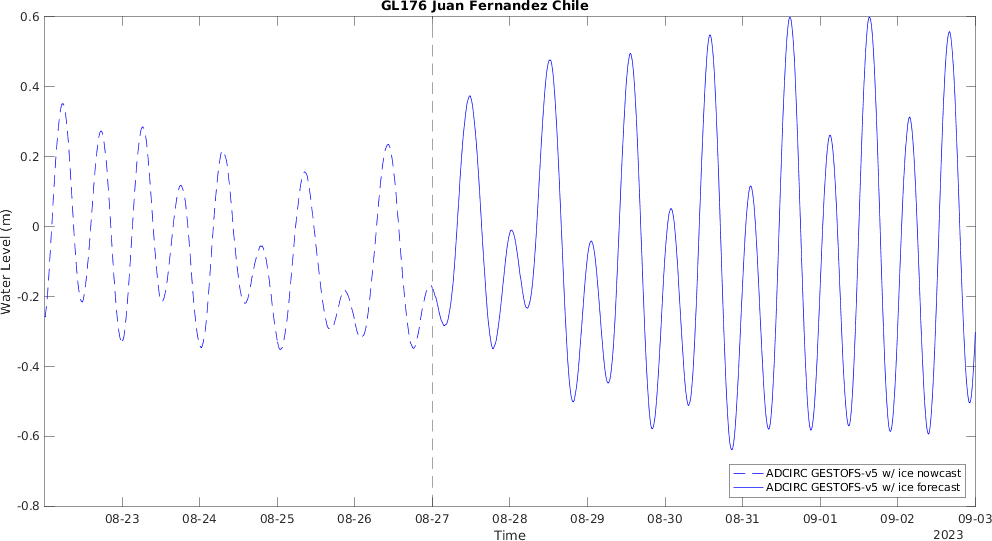 GL176 Juan Fernandez Chile
0.6
0.4
0.2
0
-0.2
-0.4
-0.6
-0.8
Water Level (m)
ADCIRC GESTOFS-v5 w/ ice nowcast
ADCIRC GESTOFS-v5 w/ ice forecast
08-23 08-24 08-25 08-26 08-27 08-28 08-29 08-30 08-31 09-01 09-02 09-03
Time
2023